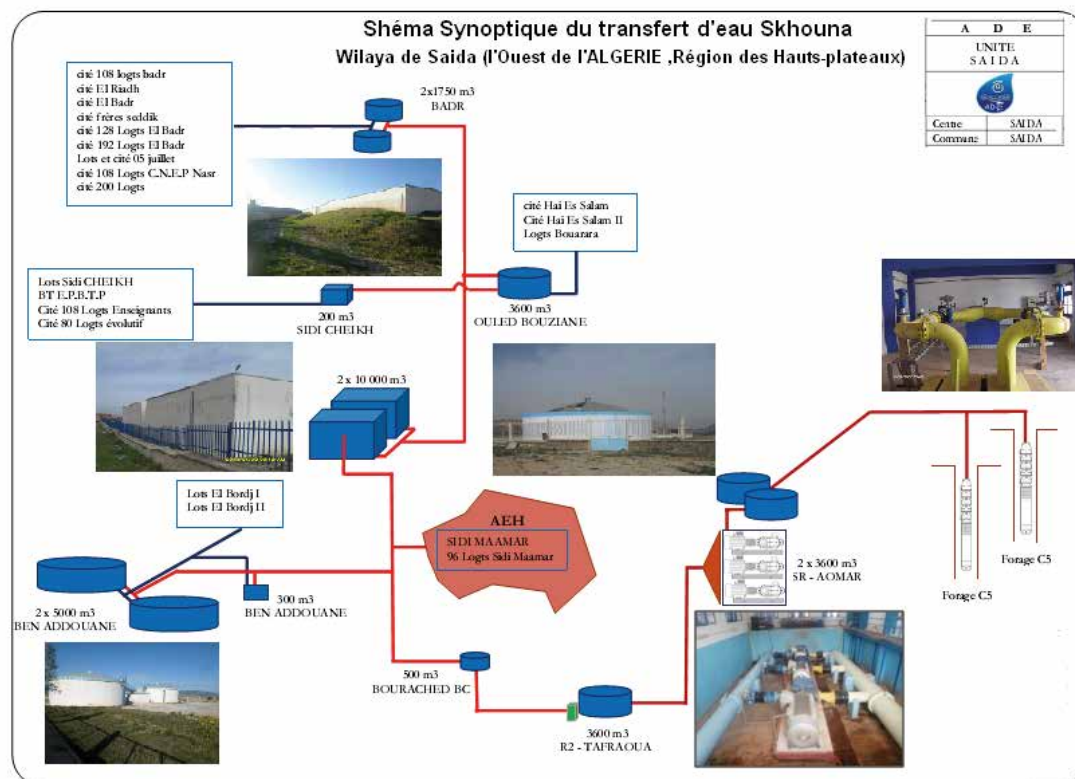 Shéma Synoptique du transfert d'eau Skhouna
Wilaya de Saida (l'Ouest de l'ALGERIE ,Région des Hauts-plateaux)
A D E
UNITE
SAIDA
Centre SAIDA
Commune SAIDA
cité 108 logts badr
cité El Riadh
cité El Badr
cité frères seddik
cité 128 Logts El Badr
cité 192 Logts El Badr
Lots et cité 05 juillet
cité 108 Logts C.N.E.P Nasr
cité 200 Logts
2x1750 m3
BADR
cité Hai Es Salam
Cité Hai Es Salam II
Logts Bouarara
Lots Sidi CHEIKH
BT E.P.B.T.P
Cité 108 Logts Enseignants
Cité 80 Logts évolutif
200 m3
SIDI CHEIKH
3600 m3
OULED BOUZIANE
2 x 10 000 m3
Lots El Bordj I
Lots El Bordj II
AEH
SIDI MAAMAR
96 Logts Sidi Maamar
2 x 3600 m3
SR - AOMAR
Forage C5
Forage C5
2 x 5000 m3
BEN ADDOUANE
300 m3
BEN ADDOUANE
500 m3
BOURACHED BC
3600 m3
R2 - TAFRAOUA